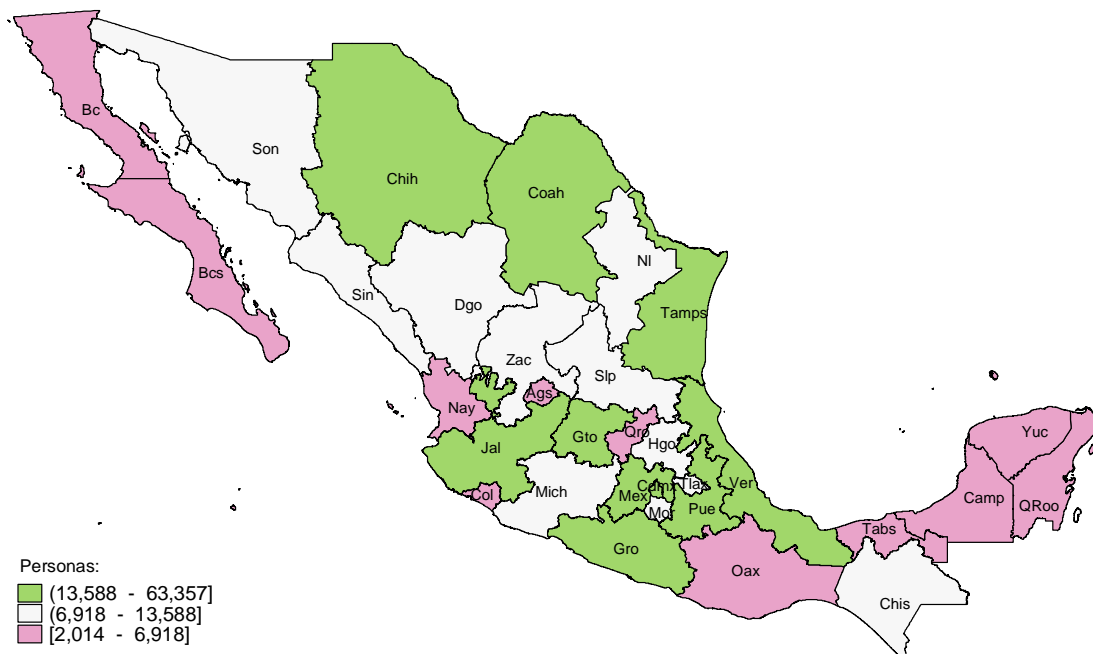 Bc
Son
Chih
Coah
Bcs
Nl
Sin
Dgo
Tamps
Zac
Slp
Ags
Nay
Jal
Gto
Qro
Hgo
Yuc
Col
Mich
Mex
Cdmx
Tlax
Ver
Mor
Pue
Camp
QRoo
Tabs
Gro
Oax
Chis
Personas:
(13,588 - 63,357]
(6,918 - 13,588]
[2,014 - 6,918]